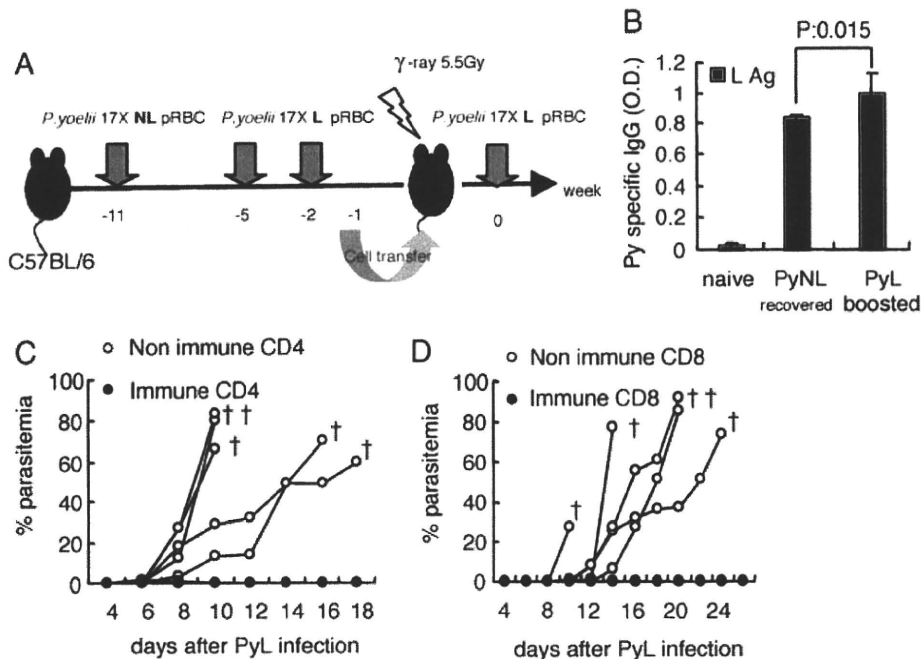 A
γ-ray 5.5Gy
P.yoelii 17X NL pRBC
P.yoelii 17X L pRBC
P.yoelii 17X L pRBC
week
-11
-5
-2
-1
0
Cell transfer
C57BL/6
B
P:0.015
L Ag
Py specific IgG (O.D.)
1.2
1
0.8
0.6
0.4
0.2
0
naive
PyNL
recovered
PyL
boosted
C
Non immune CD4
Immune CD4
% parasitemia
100
80
60
40
20
0
† †
†
†
†
4 6 8 10 12 14 16 18
days after PyL infection
D
Non immune CD8
Immune CD8
% parasitemia
100
80
60
40
20
0
†
†
† †
†
4 8 10 12 16 20 24
days after PyL infection